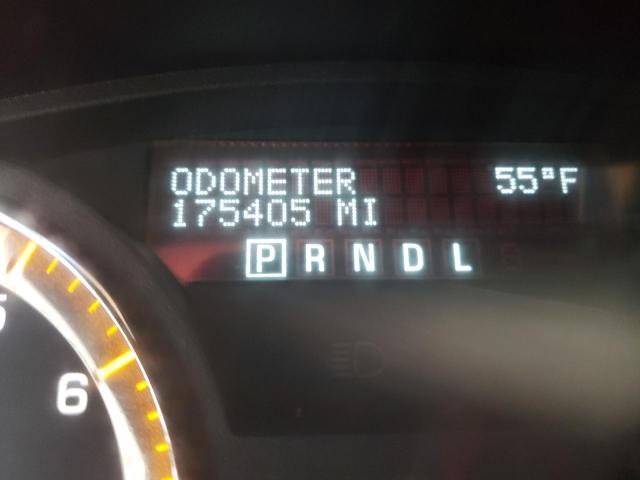 ODOMETER 55°F
175405 MI
P R N D L
6